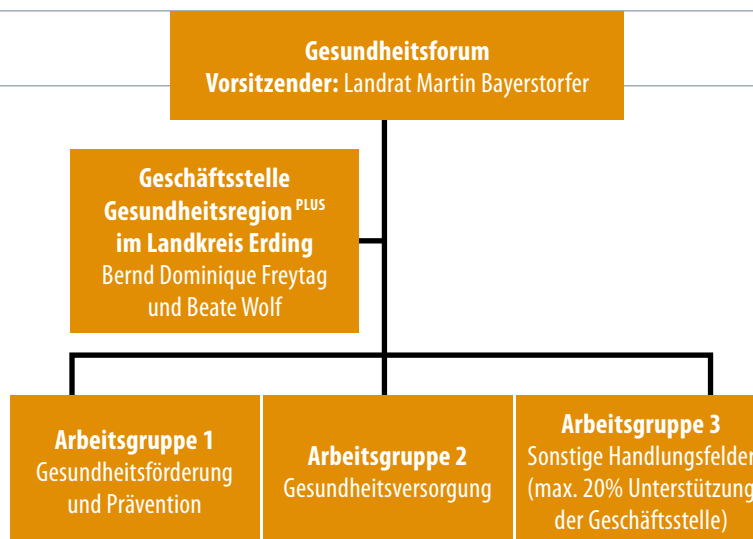 Gesundheitsforum
Vorsitzender: Landrat Martin Bayerstorfer
Geschäftsstelle
Gesundheitsregion PLUS
im Landkreis Erding
Bernd Dominique Freytag
und Beate Wolf
Arbeitsgruppe 1
Gesundheitsförderung
und Prävention
Arbeitsgruppe 2
Gesundheitsversorgung
Arbeitsgruppe 3
Sonstige Handlungsfelder
(max. 20% Unterstützung
der Geschäftsstelle)